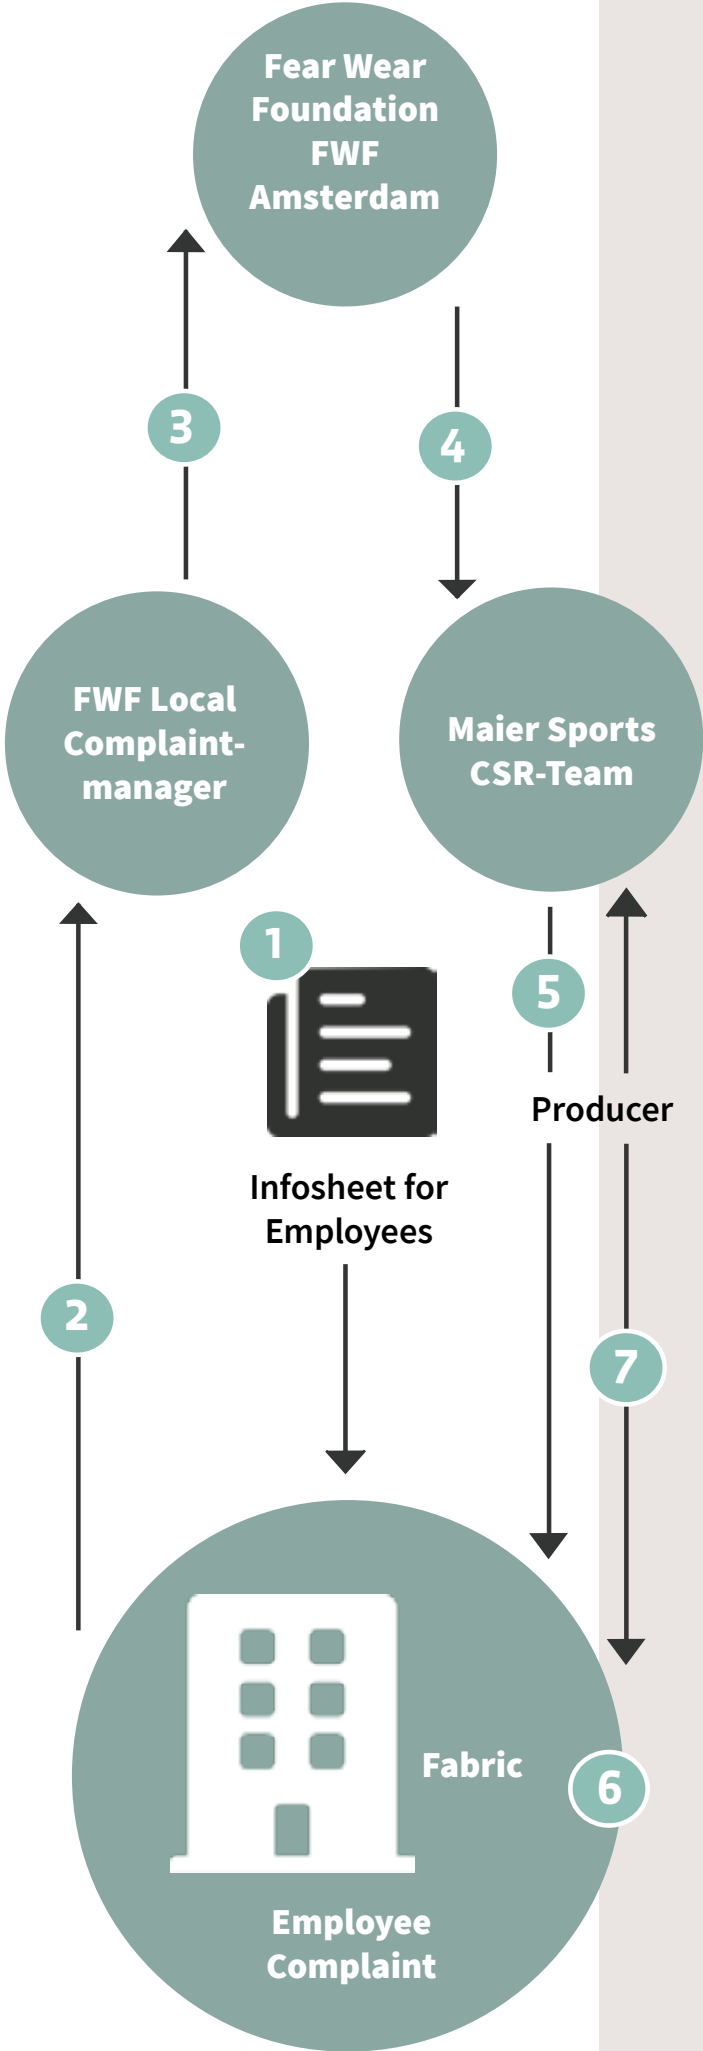 Fear Wear
Foundation
FWF
Amsterdam
3
4
FWF Local
Complaint-
manager
Maier Sports
CSR-Team
1
5
Producer
Infosheet for
Employees
2
7
Fabric
6
Employee
Complaint